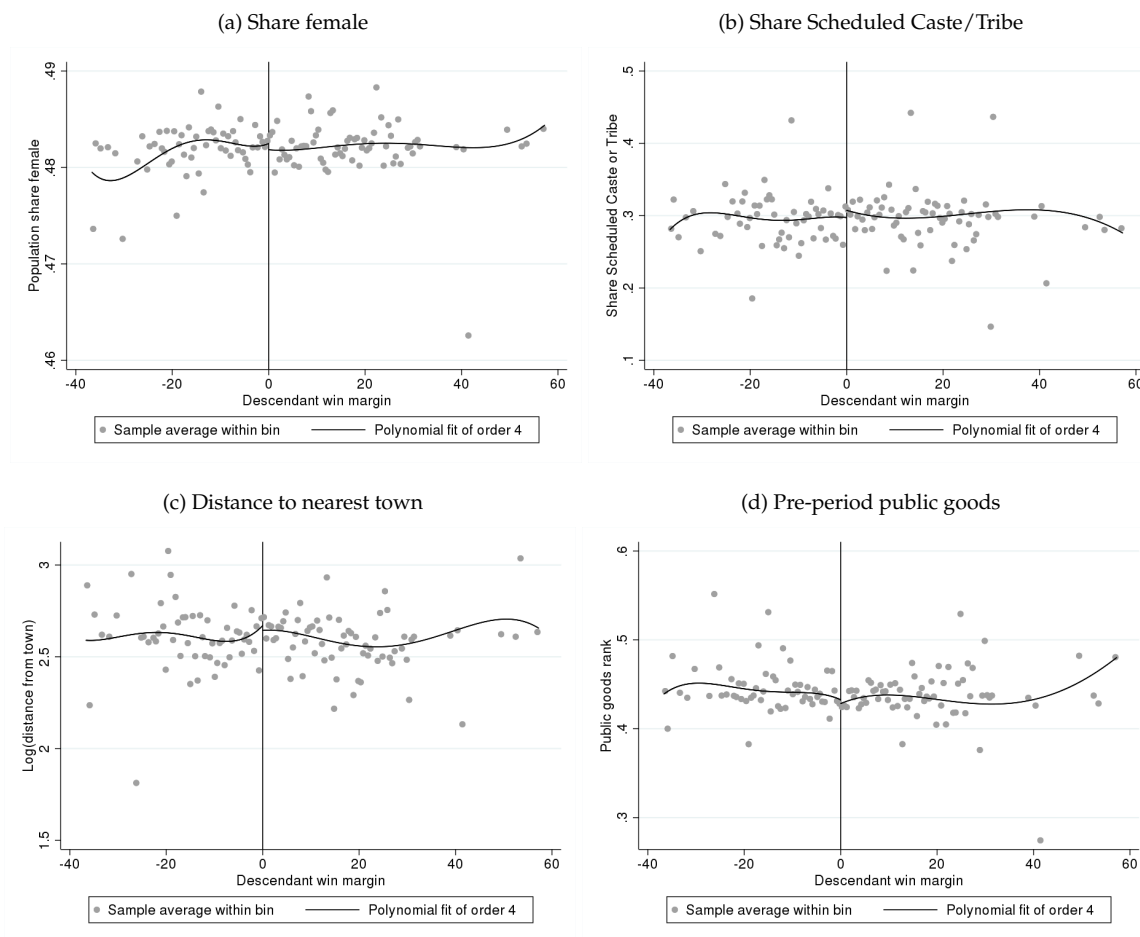 (a) Share female
Population share female
.49
.48
.47
.46
-40 -20 0 20 40 60
Descendant win margin
Sample average within bin Polynomial fit of order 4
(b) Share Scheduled Caste/Tribe
Share Scheduled Caste or Tribe
.5
.4
.3
.2
.1
-40 -20 0 20 40 60
Descendant win margin
Sample average within bin Polynomial fit of order 4
(c) Distance to nearest town
Log(distance from town)
3
2.5
2
1.5
-40 -20 0 20 40 60
Descendant win margin
Sample average within bin Polynomial fit of order 4
(d) Pre-period public goods
Public goods rank
.6
.5
.4
.3
-40 -20 0 20 40 60
Descendant win margin
Sample average within bin Polynomial fit of order 4